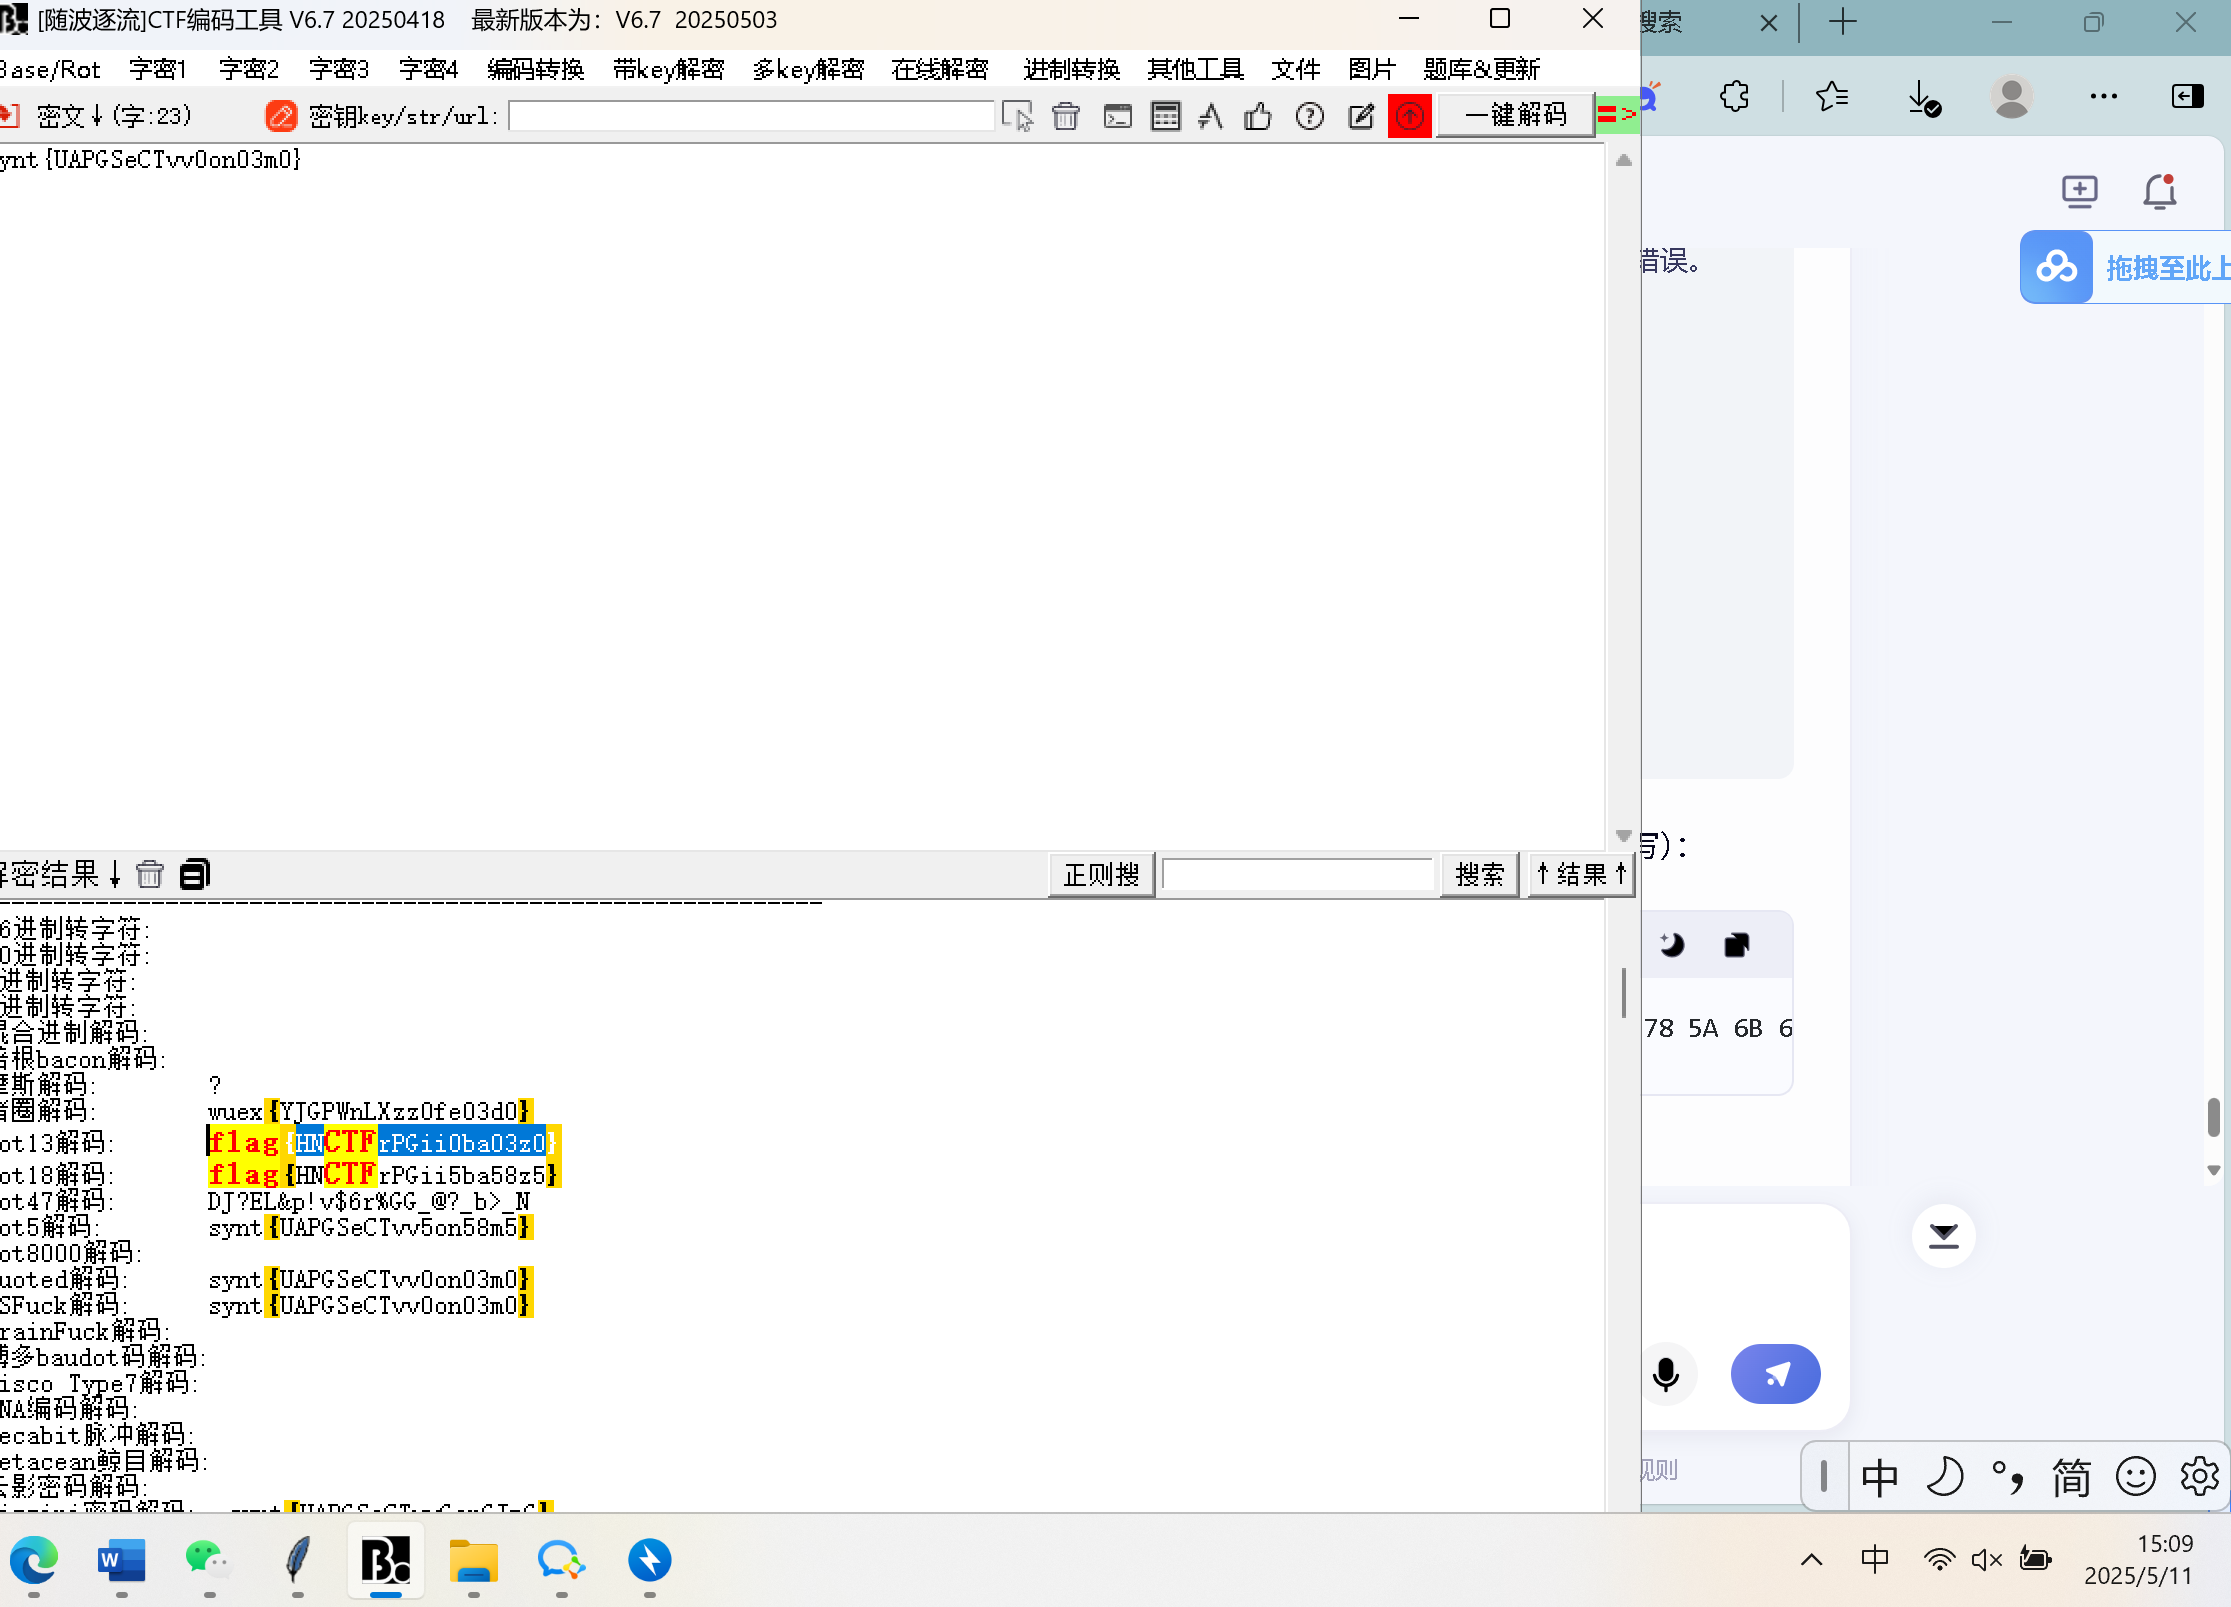 [随波逐流]CTF编码工具 V6.7 20250418 最新版本为：V6.7 20250503
搜索
Base/Rot 字密1 字密2 字密3 字密4 编码转换 带key解密 多key解密 在线解密 进制转换 其他工具 文件 图片 题库&更新
密文↓(字:23) 密钥key/str/url: 一键解码 =>
ynt{UAPGSeCTvv0on03m0}
错误。
拖拽至此上
写)：
解密结果↓ 正则搜 搜索 ↑结果↑
------------------------------------------------------------
6进制转字符:
0进制转字符:
进制转字符:
进制转字符:
混合进制解码:
培根bacon解码:
摩斯解码: ?
猪圈解码: wuex{YJGPWnLXzz0fe03d0}
ot13解码: flag{HNCTFrPGii0ba03z0}
ot18解码: flag{HNCTFrPGii5ba58z5}
ot47解码: DJ?EL&p!v$6r%GG_@?_b>_N
ot5解码: synt{UAPGSeCTvv5on58m5}
ot8000解码:
uoted解码: synt{UAPGSeCTvv0on03m0}
SFuck解码: synt{UAPGSeCTvv0on03m0}
rainFuck解码:
博多baudot码解码:
isco Type7解码:
NA编码解码:
ecabit脉冲解码:
etacean鲸目解码:
云影密码解码:
78 5A 6B 6
规则
中 简
中
15:09
2025/5/11